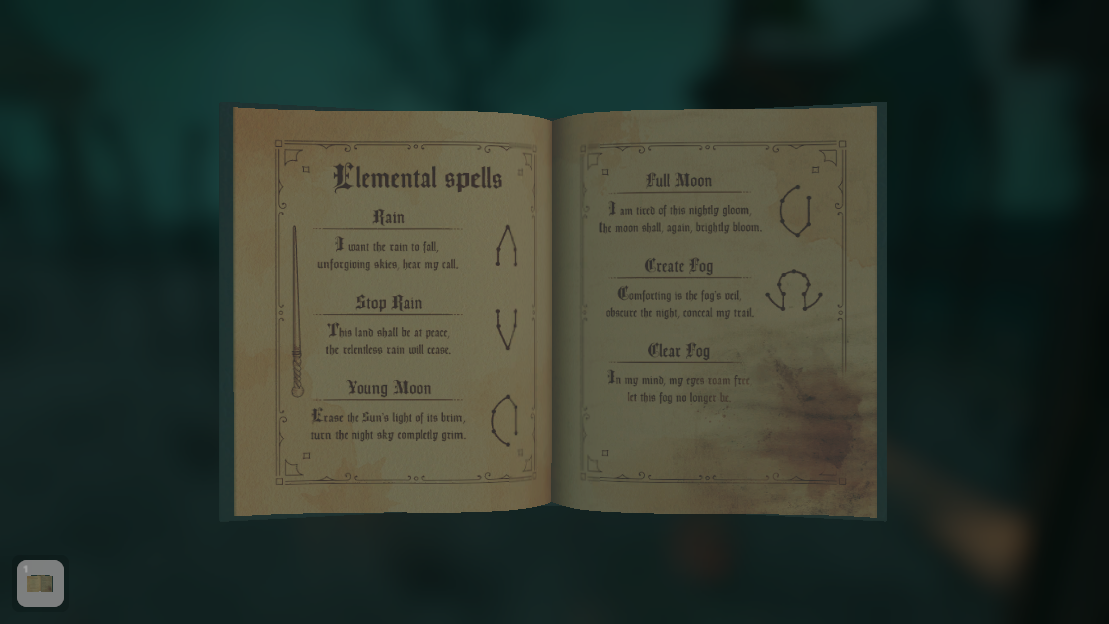 Elemental spells
Rain
I want the rain to fall,
unforgiving skies, hear my call.
Stop Rain
This land shall be at peace,
the relentless rain will cease.
Young Moon
Erase the Sun's light of its brim,
turn the night sky completly grim.
Full Moon
I am tired of this nightly gloom,
the moon shall, again, brightly bloom.
Create Fog
Comforting is the fog's veil,
obscure the night, conceal my trail.
Clear Fog
In my mind, my eyes roam free
let this fog no longer be.
1